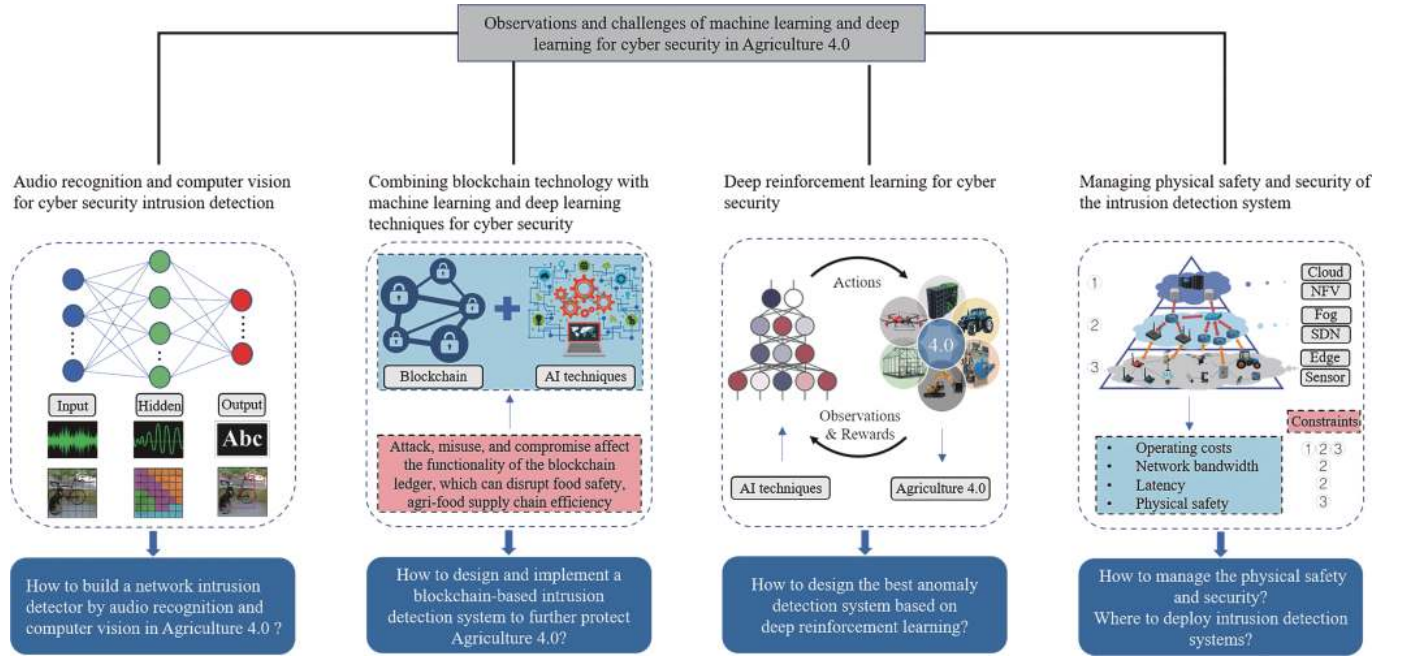 Observations and challenges of machine learning and deep
learning for cyber security in Agriculture 4.0
Audio recognition and computer vision
for cyber security intrusion detection
Input
Hidden
Output
Abc
How to build a network intrusion
detector by audio recognition and
computer vision in Agriculture 4.0 ?
Combining blockchain technology with
machine learning and deep learning
techniques for cyber security
Blockchain
AI techniques
Attack, misuse, and compromise affect
the functionality of the blockchain
ledger, which can disrupt food safety,
agri-food supply chain efficiency
How to design and implement a
blockchain-based intrusion
detection system to further protect
Agriculture 4.0?
Deep reinforcement learning for cyber
security
Actions
4.0
Observations
& Rewards
AI techniques
Agriculture 4.0
How to design the best anomaly
detection system based on
deep reinforcement learning?
Managing physical safety and security of
the intrusion detection system
1
Cloud
NFV
2
Fog
SDN
3
Edge
Sensor
Constraints
• Operating costs 1 2 3
• Network bandwidth 2
• Latency 2
• Physical safety 3
How to manage the physical safety
and security?
Where to deploy intrusion detection
systems?